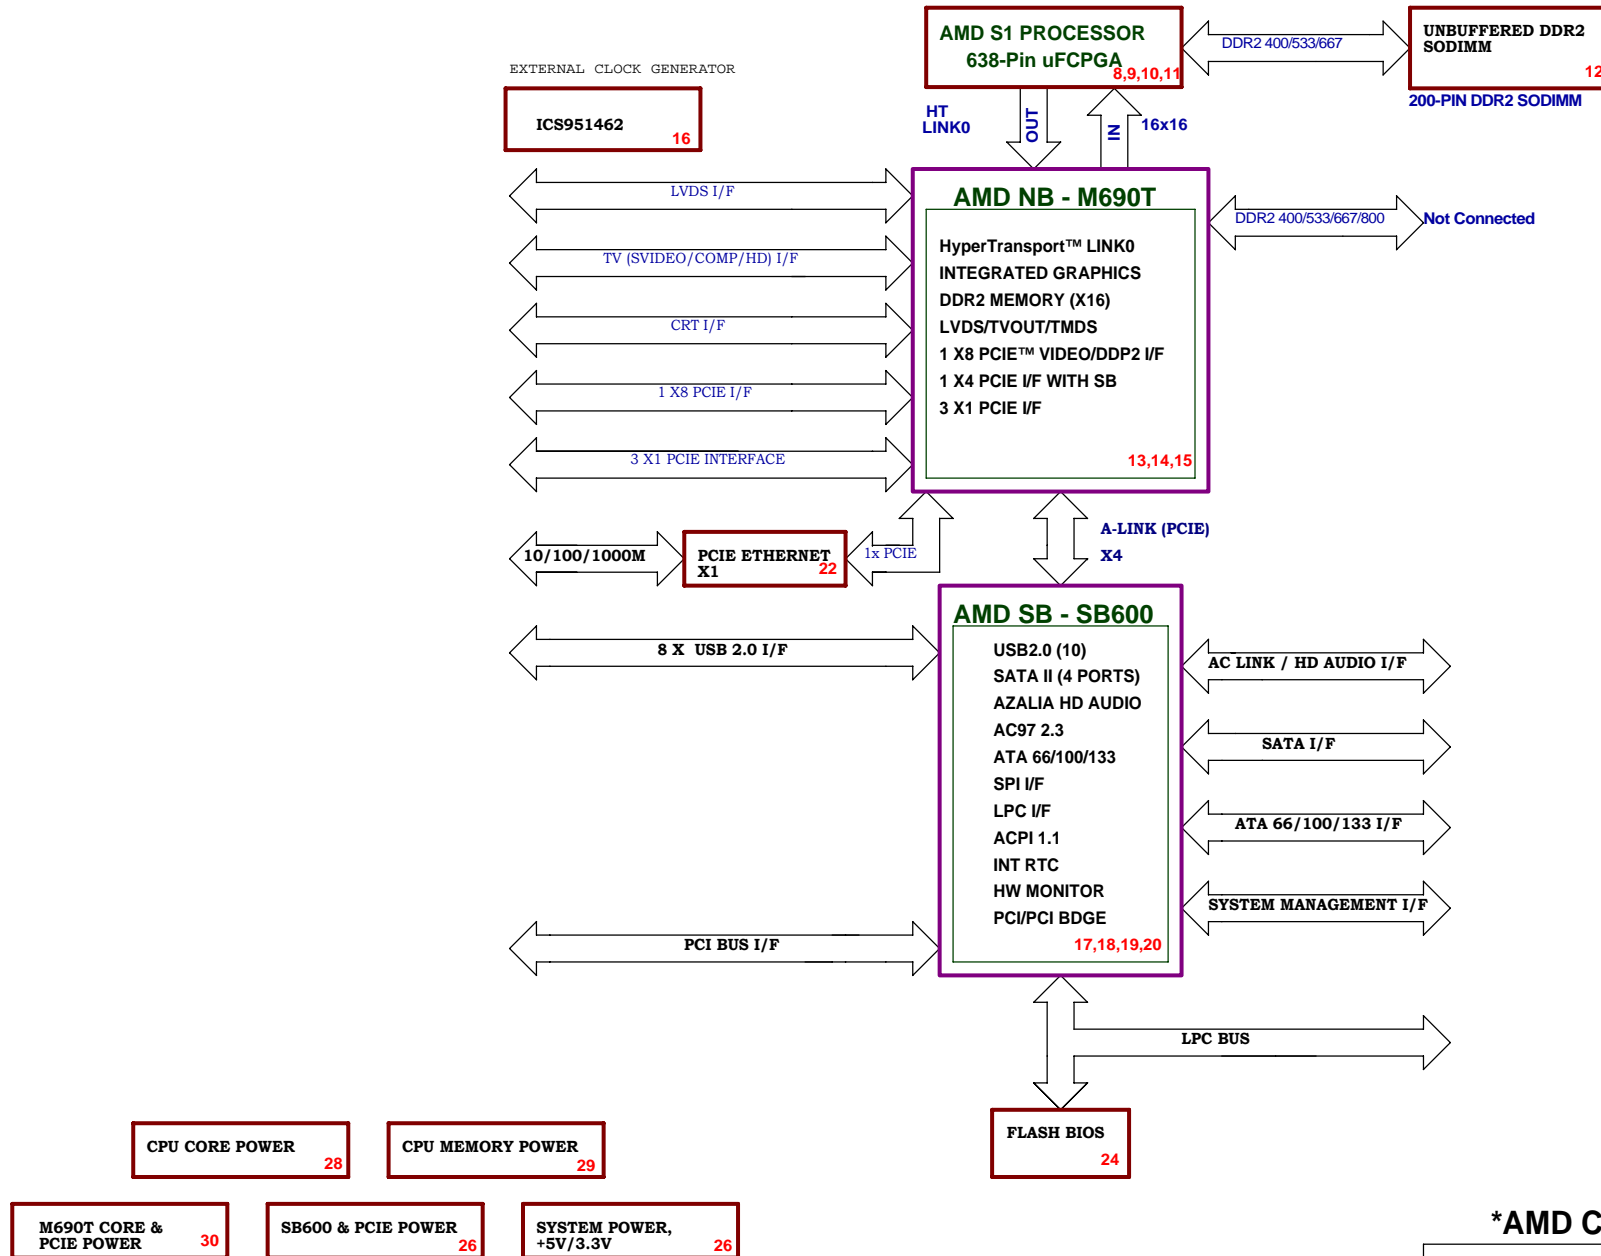 AMD S1 PROCESSOR
638-Pin uFCPGA
8,9,10,11
DDR2 400/533/667
UNBUFFERED DDR2
SODIMM
12
200-PIN DDR2 SODIMM
EXTERNAL CLOCK GENERATOR
ICS951462
16
HT
LINK0
OUT
IN
16x16
LVDS I/F
TV (SVIDEO/COMP/HD) I/F
CRT I/F
1 X8 PCIE I/F
3 X1 PCIE INTERFACE
AMD NB - M690T
HyperTransport™ LINK0
INTEGRATED GRAPHICS
DDR2 MEMORY (X16)
LVDS/TVOUT/TMDS
1 X8 PCIE™ VIDEO/DDP2 I/F
1 X4 PCIE I/F WITH SB
3 X1 PCIE I/F
13,14,15
DDR2 400/533/667/800
Not Connected
10/100/1000M
PCIE ETHERNET
X1
22
1x PCIE
A-LINK (PCIE)
X4
8 X USB 2.0 I/F
PCI BUS I/F
AMD SB - SB600
USB2.0 (10)
SATA II (4 PORTS)
AZALIA HD AUDIO
AC97 2.3
ATA 66/100/133
SPI I/F
LPC I/F
ACPI 1.1
INT RTC
HW MONITOR
PCI/PCI BDGE
17,18,19,20
AC LINK / HD AUDIO I/F
SATA I/F
ATA 66/100/133 I/F
SYSTEM MANAGEMENT I/F
LPC BUS
FLASH BIOS
24
CPU CORE POWER
28
CPU MEMORY POWER
29
M690T CORE &
PCIE POWER
30
SB600 & PCIE POWER
26
SYSTEM POWER,
+5V/3.3V
26
*AMD C